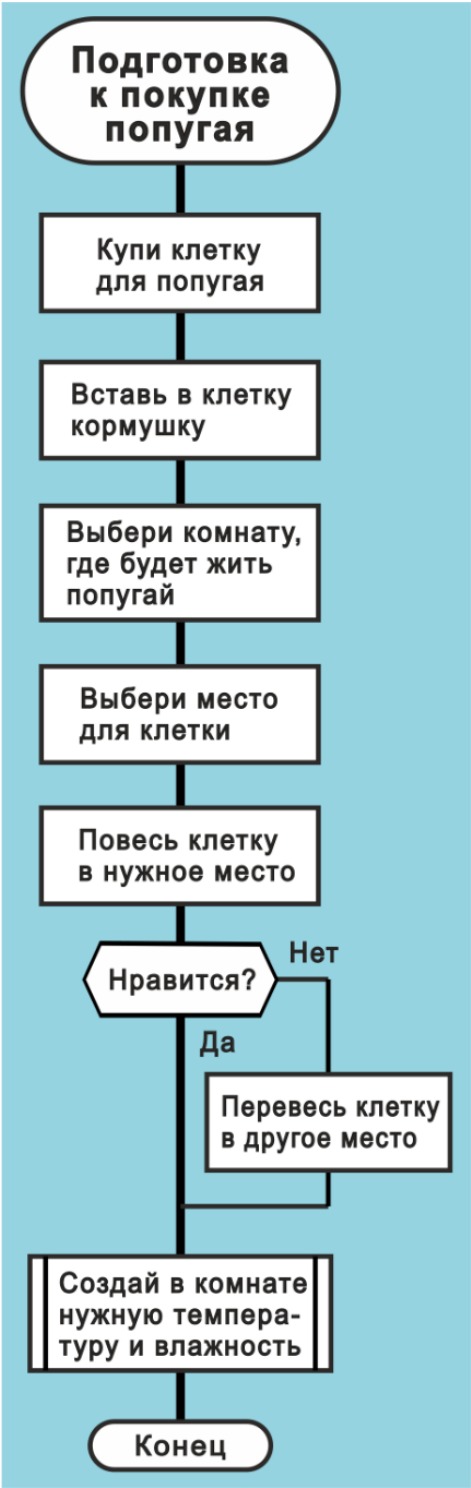 Подготовка
к покупке
попугая
Купи клетку
для попугая
Вставь в клетку
кормушку
Выбери комнату,
где будет жить
попугай
Выбери место
для клетки
Повесь клетку
в нужное место
Нравится?
Нет
Да
Перевесь клетку
в другое место
Создай в комнате
нужную темпера-
туру и влажность
Конец